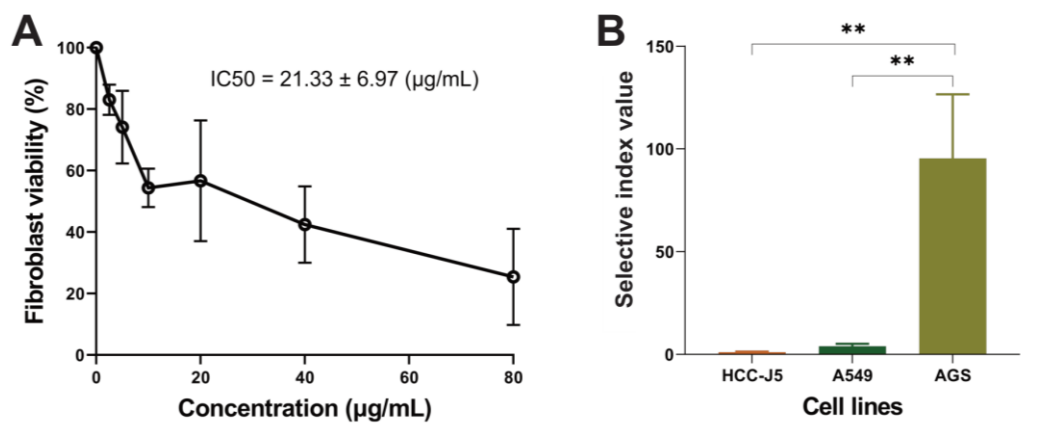 A
IC50 = 21.33 ± 6.97 (µg/mL)
Fibroblast viability (%)
100
80
60
40
20
0
0 20 40 60 80
Concentration (µg/mL)
B
**
**
Selective index value
150
100
50
0
HCC-J5 A549 AGS
Cell lines